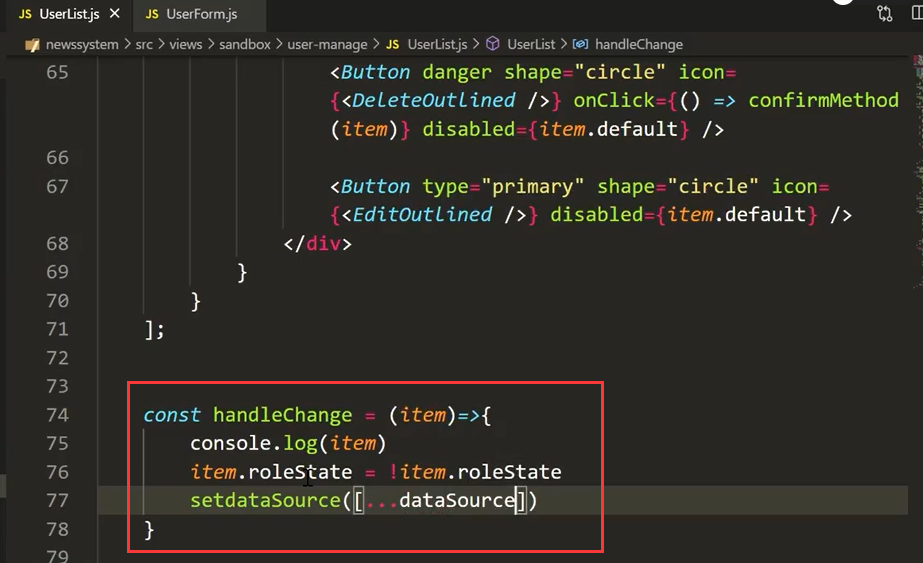 JS UserList.js × JS UserForm.js
newssystem > src > views > sandbox > user-manage > JS UserList.js > UserList > handleChange
65 <Button danger shape="circle" icon=
{<DeleteOutlined />} onClick={() => confirmMethod
(item)} disabled={item.default} />
66
67 <Button type="primary" shape="circle" icon=
{<EditOutlined />} disabled={item.default} />
68 </div>
69 }
70 }
71 ];
72
73
74 const handleChange = (item)=>{
75 console.log(item)
76 item.roleState = !item.roleState
77 setdataSource([...dataSource])
78 }
79